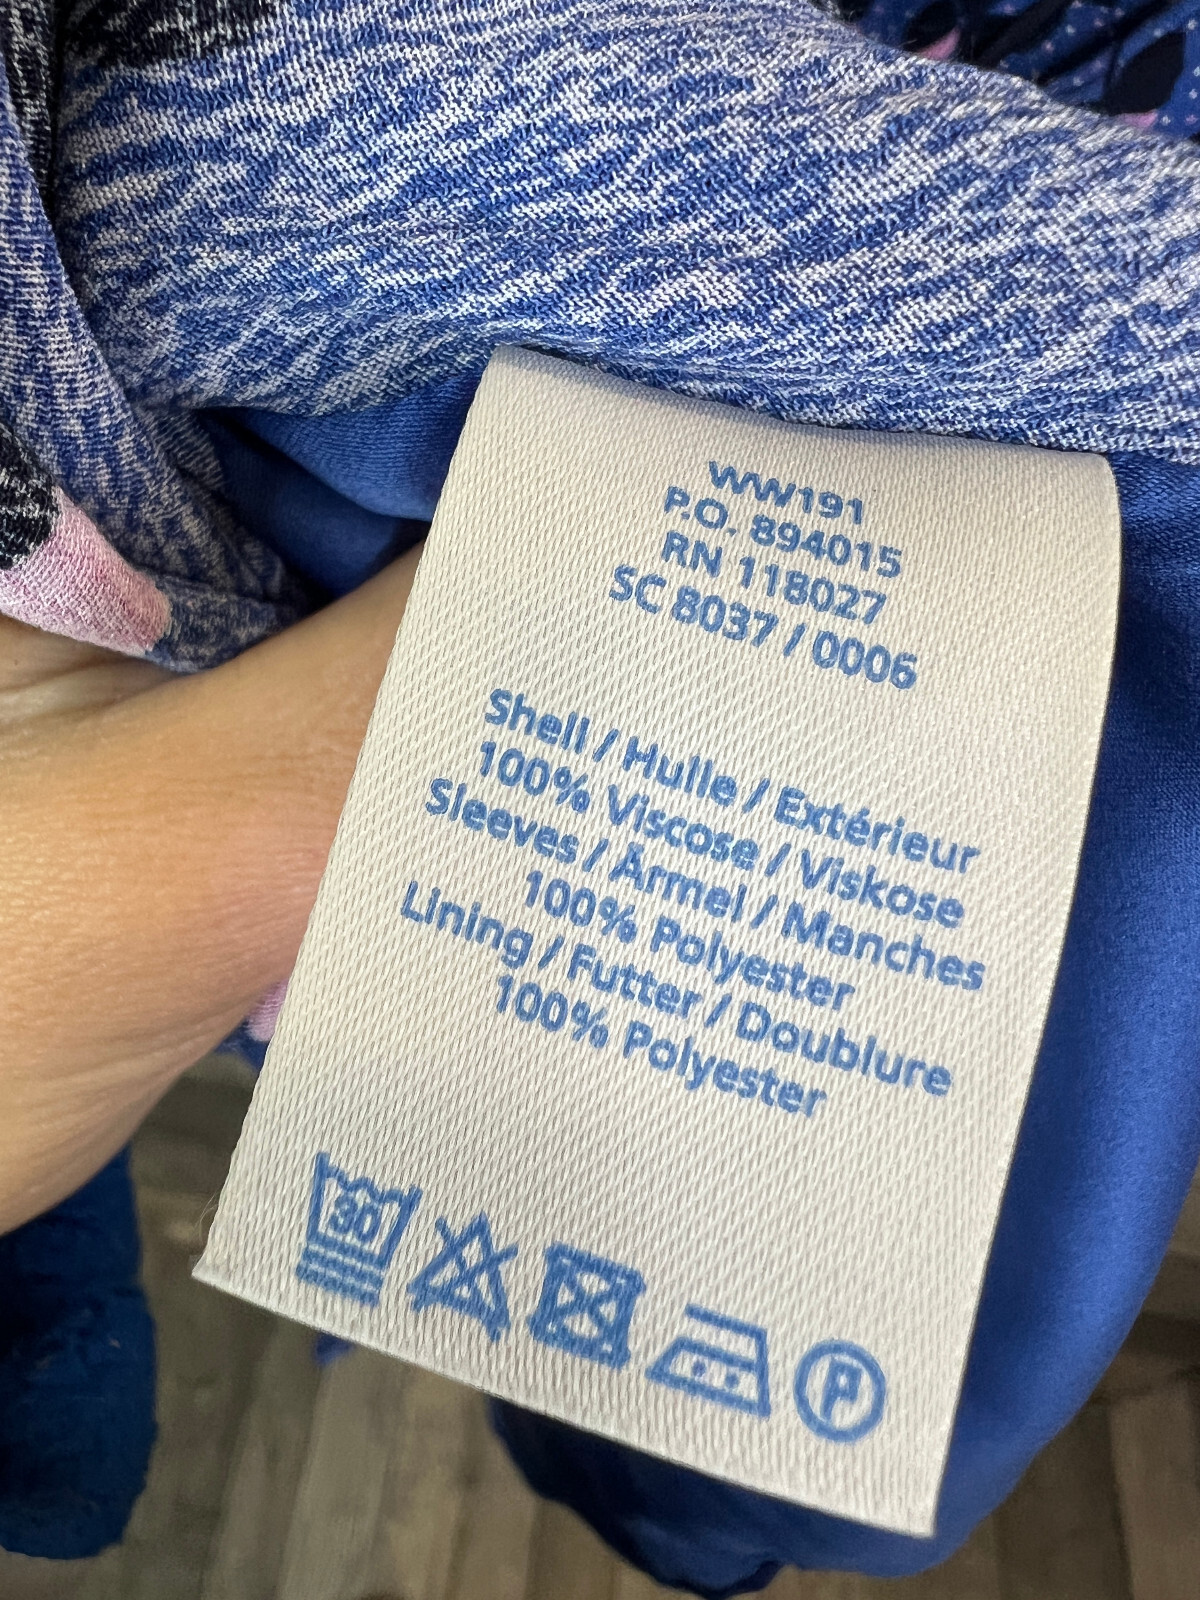 WW191
P.O. 894015
RN 118027
SC 8037 / 0006
Shell / Hulle / Extérieur
100% Viscose / Viskose
Sleeves / Ärmel / Manches
100% Polyester
Lining / Futter / Doublure
100% Polyester
30
P